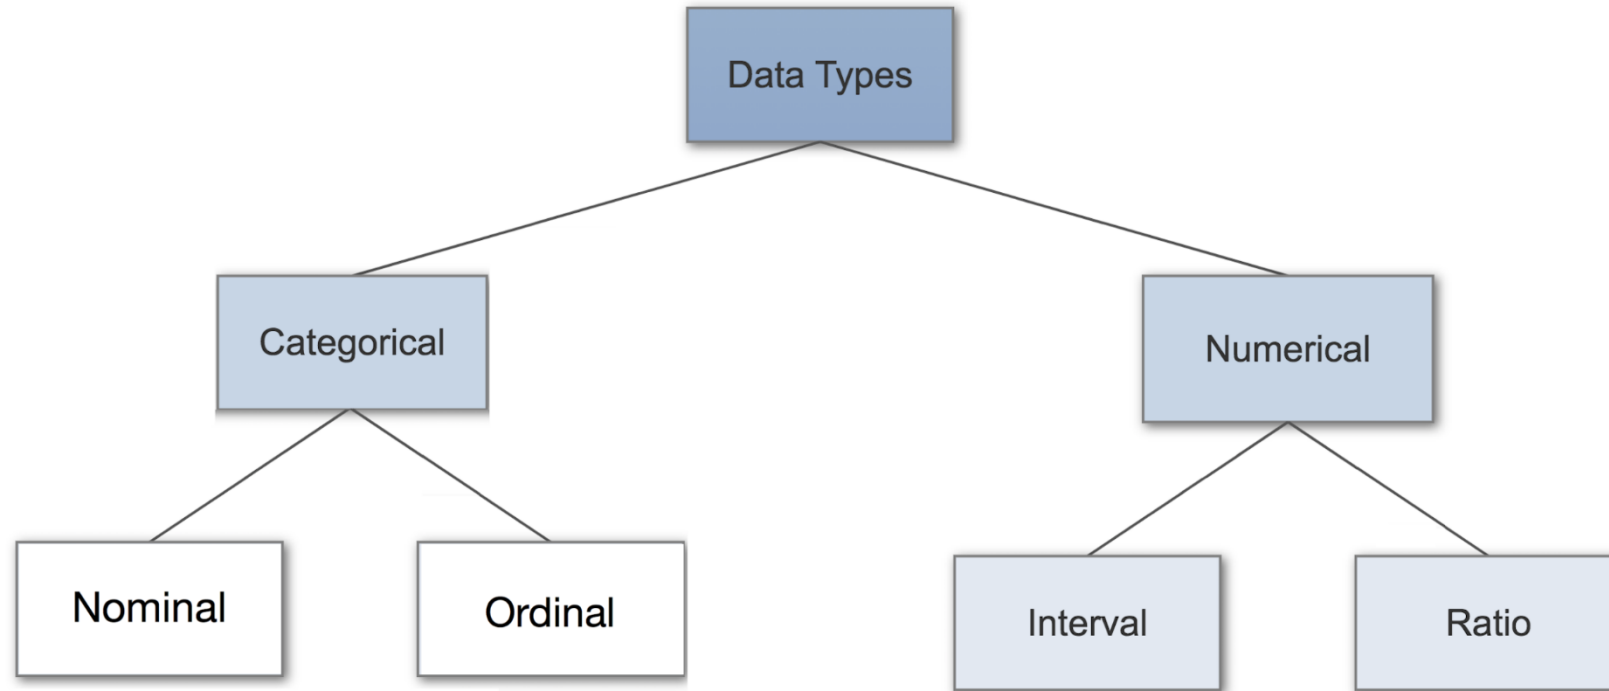 Data Types
Categorical
Numerical
Nominal
Ordinal
Interval
Ratio